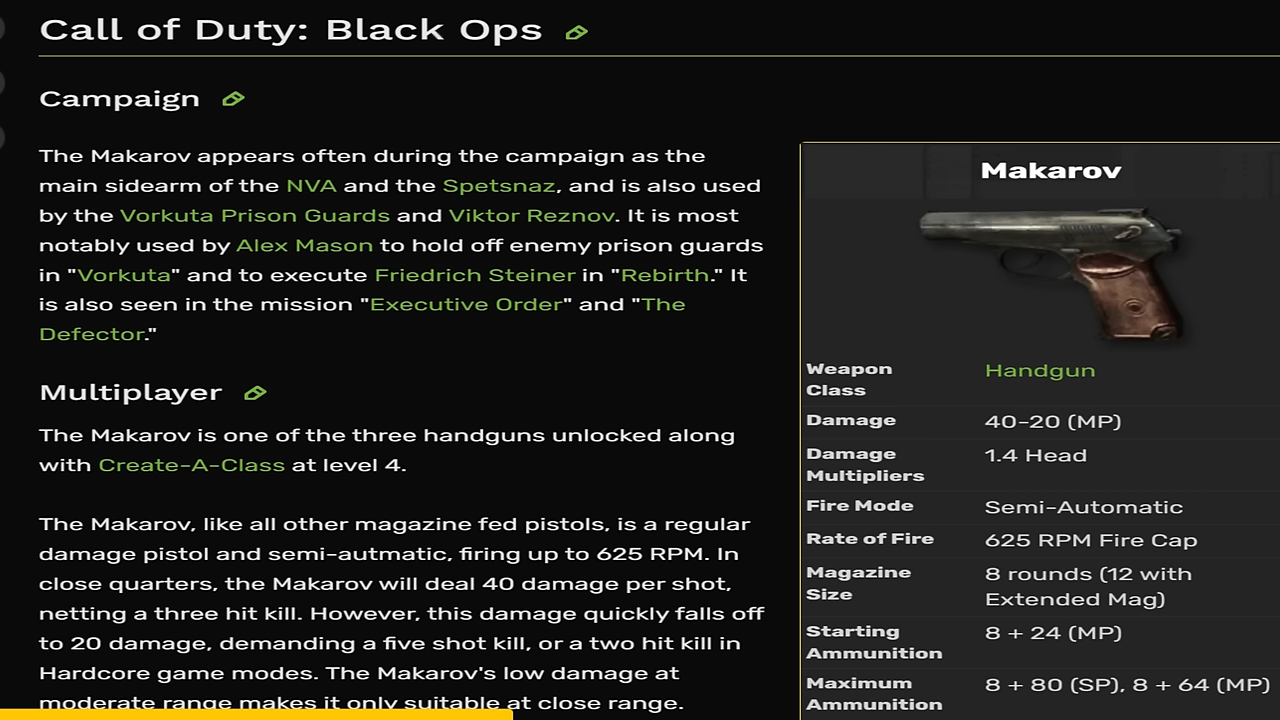 Call of Duty: Black Ops
Campaign
The Makarov appears often during the campaign as the
main sidearm of the NVA and the Spetsnaz, and is also used
by the Vorkuta Prison Guards and Viktor Reznov. It is most
notably used by Alex Mason to hold off enemy prison guards
in "Vorkuta" and to execute Friedrich Steiner in "Rebirth." It
is also seen in the mission "Executive Order" and "The
Defector."
Multiplayer
The Makarov is one of the three handguns unlocked along
with Create-A-Class at level 4.
The Makarov, like all other magazine fed pistols, is a regular
damage pistol and semi-autmatic, firing up to 625 RPM. In
close quarters, the Makarov will deal 40 damage per shot,
netting a three hit kill. However, this damage quickly falls off
to 20 damage, demanding a five shot kill, or a two hit kill in
Hardcore game modes. The Makarov's low damage at
moderate range makes it only suitable at close range.
Makarov
Weapon Handgun
Class
Damage 40-20 (MP)
Damage 1.4 Head
Multipliers
Fire Mode Semi-Automatic
Rate of Fire 625 RPM Fire Cap
Magazine 8 rounds (12 with
Size Extended Mag)
Starting 8 + 24 (MP)
Ammunition
Maximum 8 + 80 (SP), 8 + 64 (MP)
Ammunition